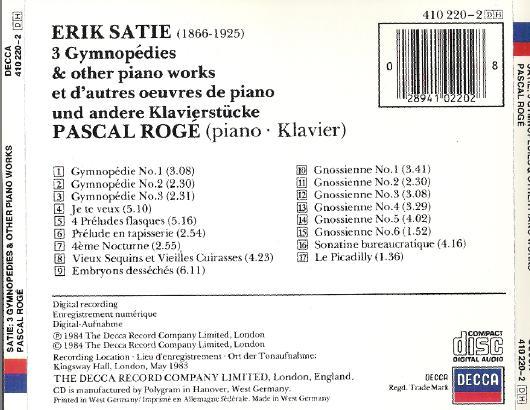 DECCA
410 220-2 DH
SATIE: 3 GYMNOPEDIES & OTHER PIANO WORKS
PASCAL ROGÉ
ERIK SATIE (1866-1925)
3 Gymnopédies
& other piano works
et d'autres oeuvres de piano
und andere Klavierstücke
PASCAL ROGÉ (piano · Klavier)
410 220-2 DH
0 8
28941 02202
1 Gymnopédie No.1 (3.08)
2 Gymnopédie No.2 (2.30)
3 Gymnopédie No.3 (2.31)
4 Je te veux (5.10)
5 4 Préludes flasques (5.16)
6 Prélude en tapisserie (2.54)
7 4ème Nocturne (2.55)
8 Vieux Sequins et Vieilles Cuirasses (4.23)
9 Embryons desséchés (6.11)
10 Gnossienne No.1 (3.41)
11 Gnossienne No.2 (2.30)
12 Gnossienne No.3 (3.08)
13 Gnossienne No.4 (3.29)
14 Gnossienne No.5 (4.02)
15 Gnossienne No.6 (1.52)
16 Sonatine bureaucratique (4.16)
17 Le Picadilly (1.36)
Digital recording
Enregistrement numérique
Digital-Aufnahme
℗ 1984 The Decca Record Company Limited, London
© 1984 The Decca Record Company Limited, London
Recording Location · Lieu d'enregistrement · Ort der Tonaufnahme:
Kingsway Hall, London, May 1983
THE DECCA RECORD COMPANY LIMITED, London, England.
CD is manufactured by Polygram in Hanover, West Germany.
Printed in West Germany/Imprimé en Allemagne fédérale. Made in West Germany
COMPACT
disc
DIGITAL AUDIO
DECCA
Regd. Trade Mark
DECCA
PASCAL ROGÉ
410 220-2 DH